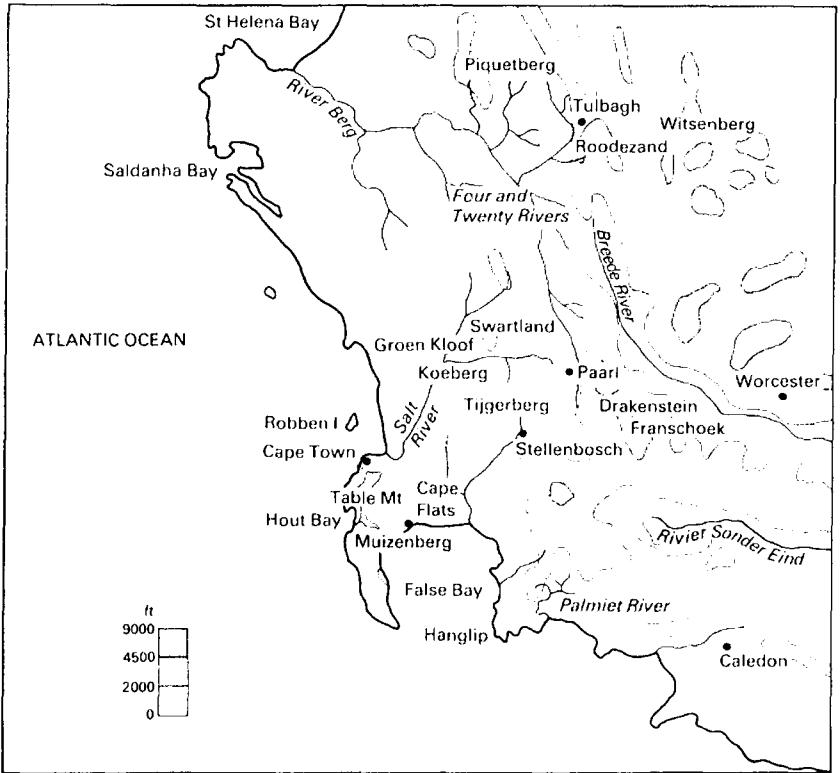 St Helena Bay
Piquetberg
River Berg
Tulbagh
Witsenberg
Roodezand
Saldanha Bay
Four and
Twenty Rivers
Breede River
Swartland
ATLANTIC OCEAN
Groen Kloof
Koeberg
Paarl
Worcester
Tijgerberg
Drakenstein
Franschoek
Robben I
Salt
River
Cape Town
Stellenbosch
Table Mt
Cape
Flats
Hout Bay
Muizenberg
Rivier Sonder Eind
False Bay
Palmiet River
Hanglip
Caledon
ft
9000
4500
2000
0